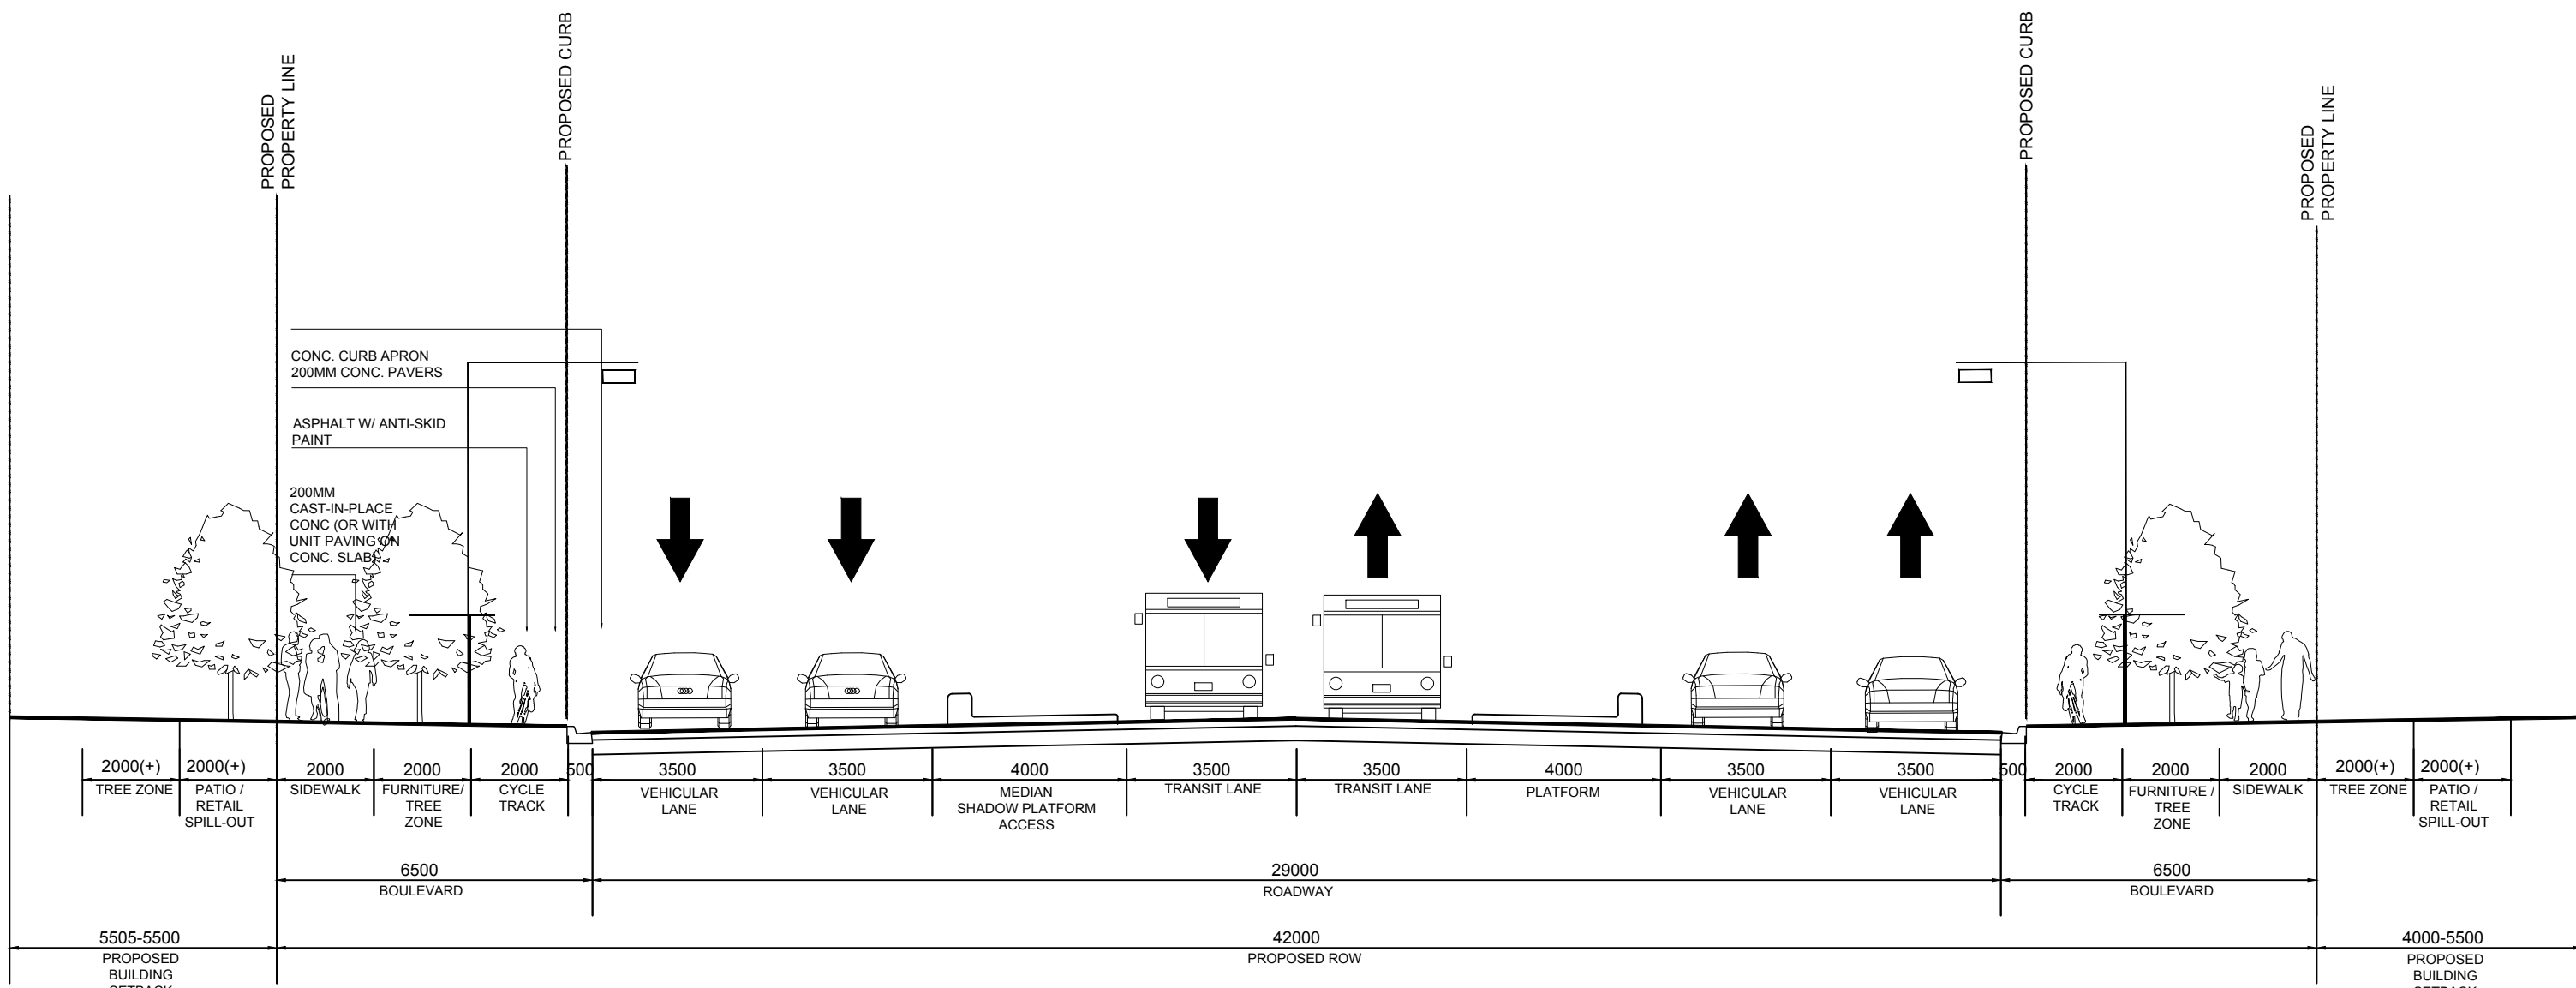 PROPOSED
PROPERTY LINE
PROPOSED CURB
PROPOSED CURB
PROPOSED
PROPERTY LINE
CONC. CURB APRON
200MM CONC. PAVERS
ASPHALT W/ ANTI-SKID
PAINT
200MM
CAST-IN-PLACE
CONC (OR WITH
UNIT PAVING ON
CONC. SLAB)
2000(+)
TREE ZONE
2000(+)
PATIO /
RETAIL
SPILL-OUT
2000
SIDEWALK
2000
FURNITURE/
TREE
ZONE
2000
CYCLE
TRACK
500
3500
VEHICULAR
LANE
3500
VEHICULAR
LANE
4000
MEDIAN
SHADOW PLATFORM
ACCESS
3500
TRANSIT LANE
3500
TRANSIT LANE
4000
PLATFORM
3500
VEHICULAR
LANE
3500
VEHICULAR
LANE
500
2000
CYCLE
TRACK
2000
FURNITURE /
TREE
ZONE
2000
SIDEWALK
2000(+)
TREE ZONE
2000(+)
PATIO /
RETAIL
SPILL-OUT
6500
BOULEVARD
29000
ROADWAY
6500
BOULEVARD
5505-5500
PROPOSED
BUILDING
SETBACK
42000
PROPOSED ROW
4000-5500
PROPOSED
BUILDING
SETBACK